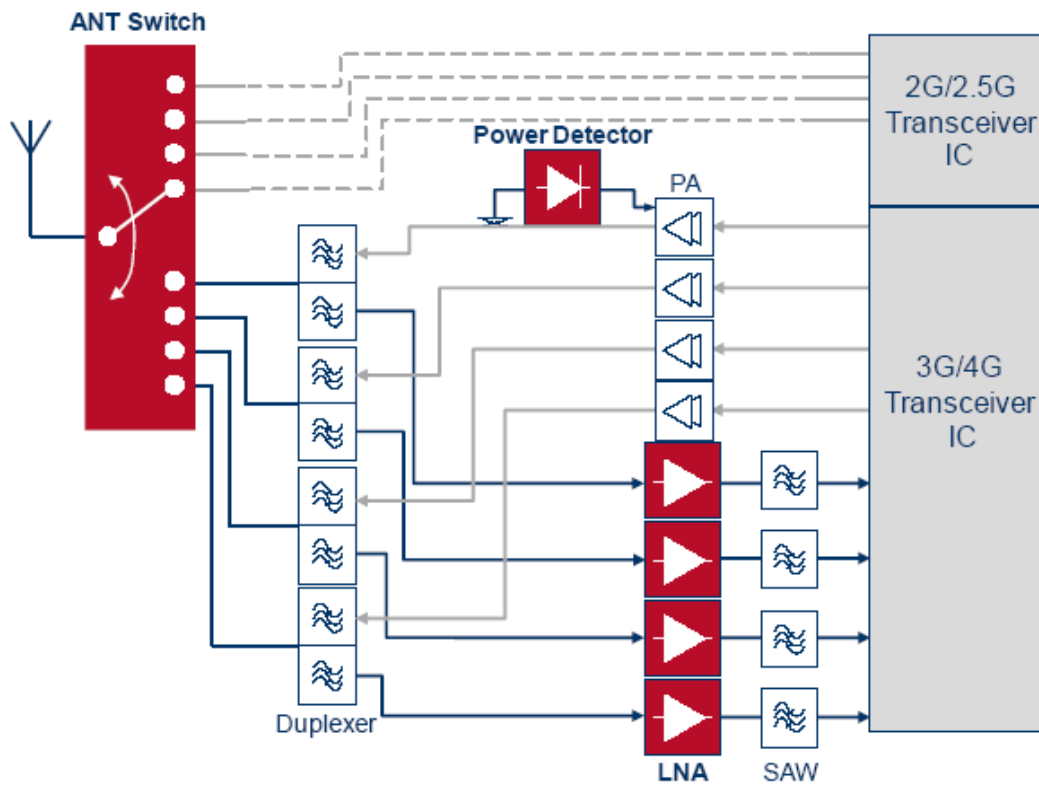 ANT Switch
2G/2.5G
Transceiver
IC
Power Detector
PA
3G/4G
Transceiver
IC
Duplexer
LNA
SAW